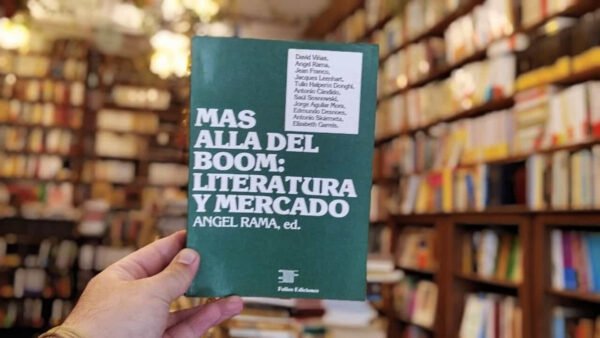 David Viñas,
Angel Rama,
Jean Franco,
Jacques Leenhart,
Tulio Halperin Donghi,
Antonio Cándido,
Saúl Sosnowski,
Jorge Aguilar Mora,
Edmundo Desnoes,
Antonio Skármeta,
Elizabeth Garrels.
MAS
ALLA DEL
BOOM:
LITERATURA
Y MERCADO
ANGEL RAMA, ed.
Folios Ediciones